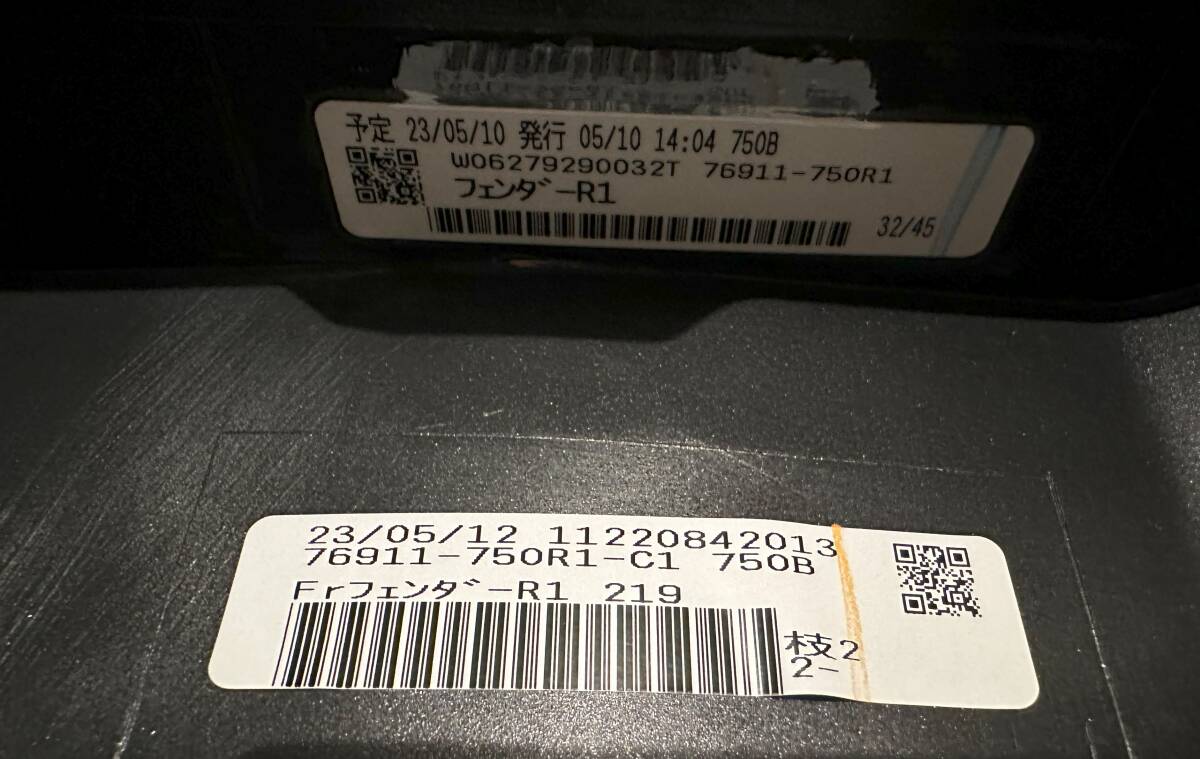 予定 23/05/10 発行 05/10 14:04 750B
W06279290032T 76911-750R1
フェンダーR1
32/45
23/05/12 11220842013
76911-750R1-C1 750B
FrフェンダーR1 219
枝2
2-